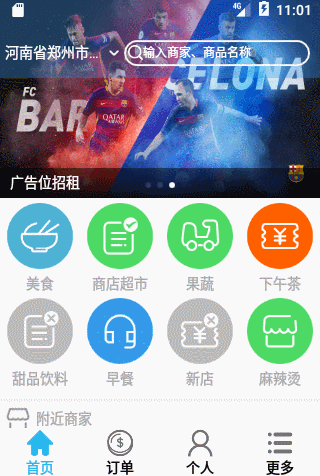 4G 11:01
河南省郑州市... 输入商家、商品名称
CELONA
FC
BAR
广告位招租
美食 商店超市 果蔬 下午茶
甜品饮料 早餐 新店 麻辣烫
附近商家
首页 订单 个人 更多